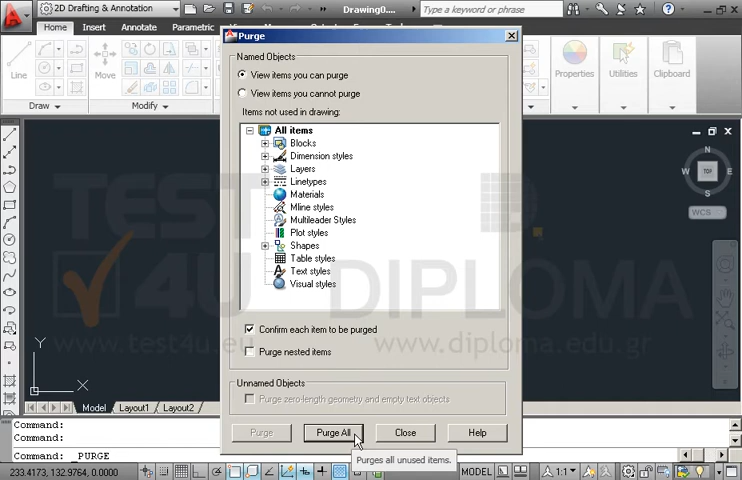 2D Drafting & Annotation
Drawing0....
Type a keyword or phrase
Home
Insert
Annotate
Parametric
Line
Move
Draw
Modify
Properties
Utilities
Clipboard
Purge
Named Objects
View items you can purge
View items you cannot purge
Items not used in drawing:
All items
Blocks
Dimension styles
Layers
Linetypes
Materials
Mline styles
Multileader Styles
Plot styles
Shapes
Table styles
Text styles
Visual styles
Confirm each item to be purged
Purge nested items
Unnamed Objects
Purge zero-length geometry and empty text objects
Purge
Purge All
Close
Help
Purges all unused items.
N
W
TOP
E
S
WCS
TEST
4U
DIPLOMA
www.test4u.eu
www.diploma.edu.gr
Y
X
Model
Layout1
Layout2
Command:
Command:
Command: _PURGE
233.4173, 132.9764, 0.0000
MODEL
1:1